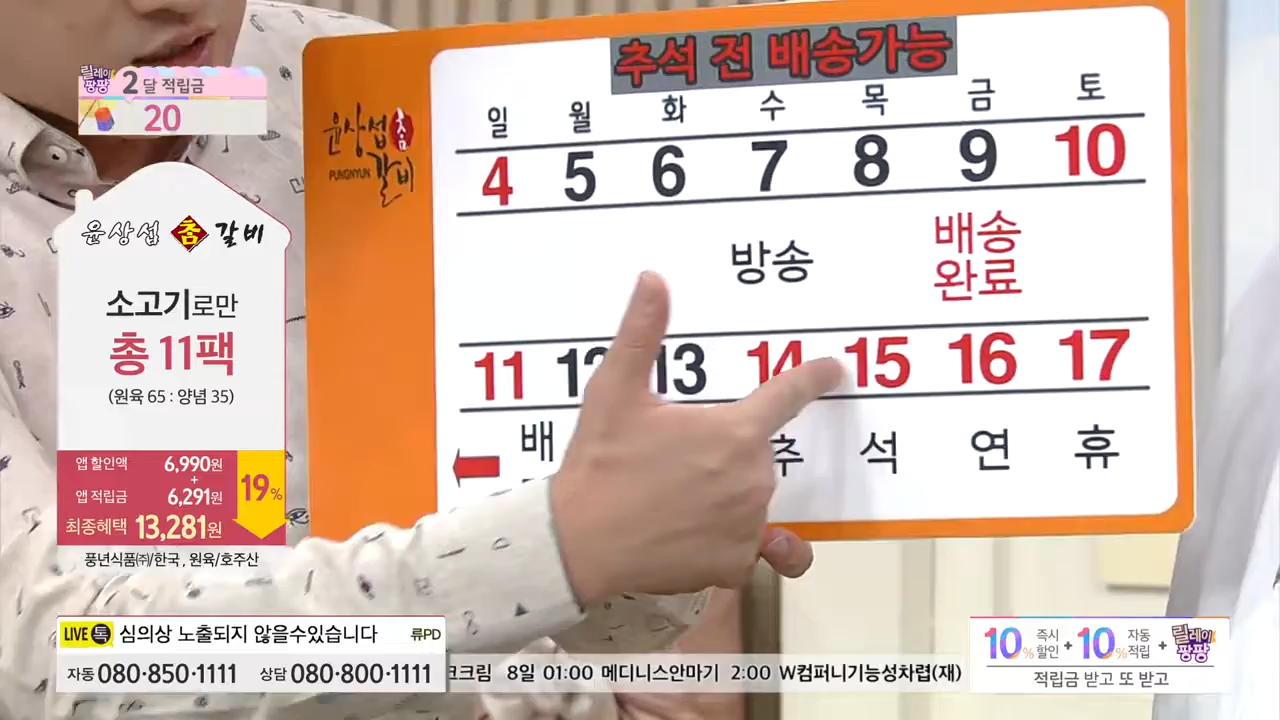 릴레이
팡팡
2달 적립금
20
윤상섭 참 갈비
소고기로만
총 11팩
(원육 65 : 양념 35)
앱 할인액 6,990원
+
앱 적립금 6,291원
19%
최종혜택 13,281원
풍년식품㈜/한국, 원육/호주산
추석 전 배송가능
윤상섭 참
갈비
PUNGNYUN
일 월 화 수 목 금 토
4 5 6 7 8 9 10
방송
배송
완료
11 12 13 14 15 16 17
배 추 석 연 휴
LIVE 톡 심의상 노출되지 않을수있습니다 류PD
자동 080-850-1111 상담 080-800-1111
크림 8일 01:00 메디니스안마기 2:00 W컴퍼니기능성차렵(재)
10% 즉시할인 + 10% 자동적립 + 릴레이팡팡
적립금 받고 또 받고